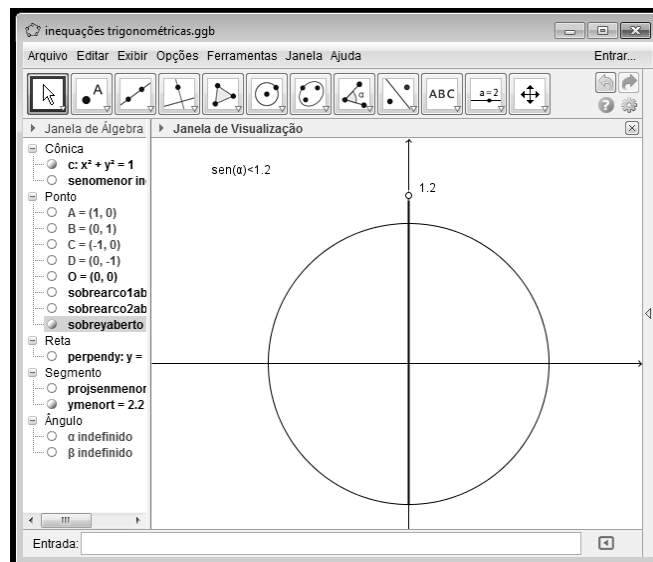 inequações trigonométricas.ggb
Arquivo Editar Exibir Opções Ferramentas Janela Ajuda Entrar...
A α ABC a=2
Janela de Álgebra
Janela de Visualização
Cônica
c: x² + y² = 1
senomenor in
Ponto
A = (1, 0)
B = (0, 1)
C = (-1, 0)
D = (0, -1)
O = (0, 0)
sobrearco1ab
sobrearco2ab
sobreyaberto
Reta
perpendy: y =
Segmento
projsenmenor
ymenort = 2.2
Ângulo
α indefinido
β indefinido
sen(α)<1.2
1.2
Entrada: